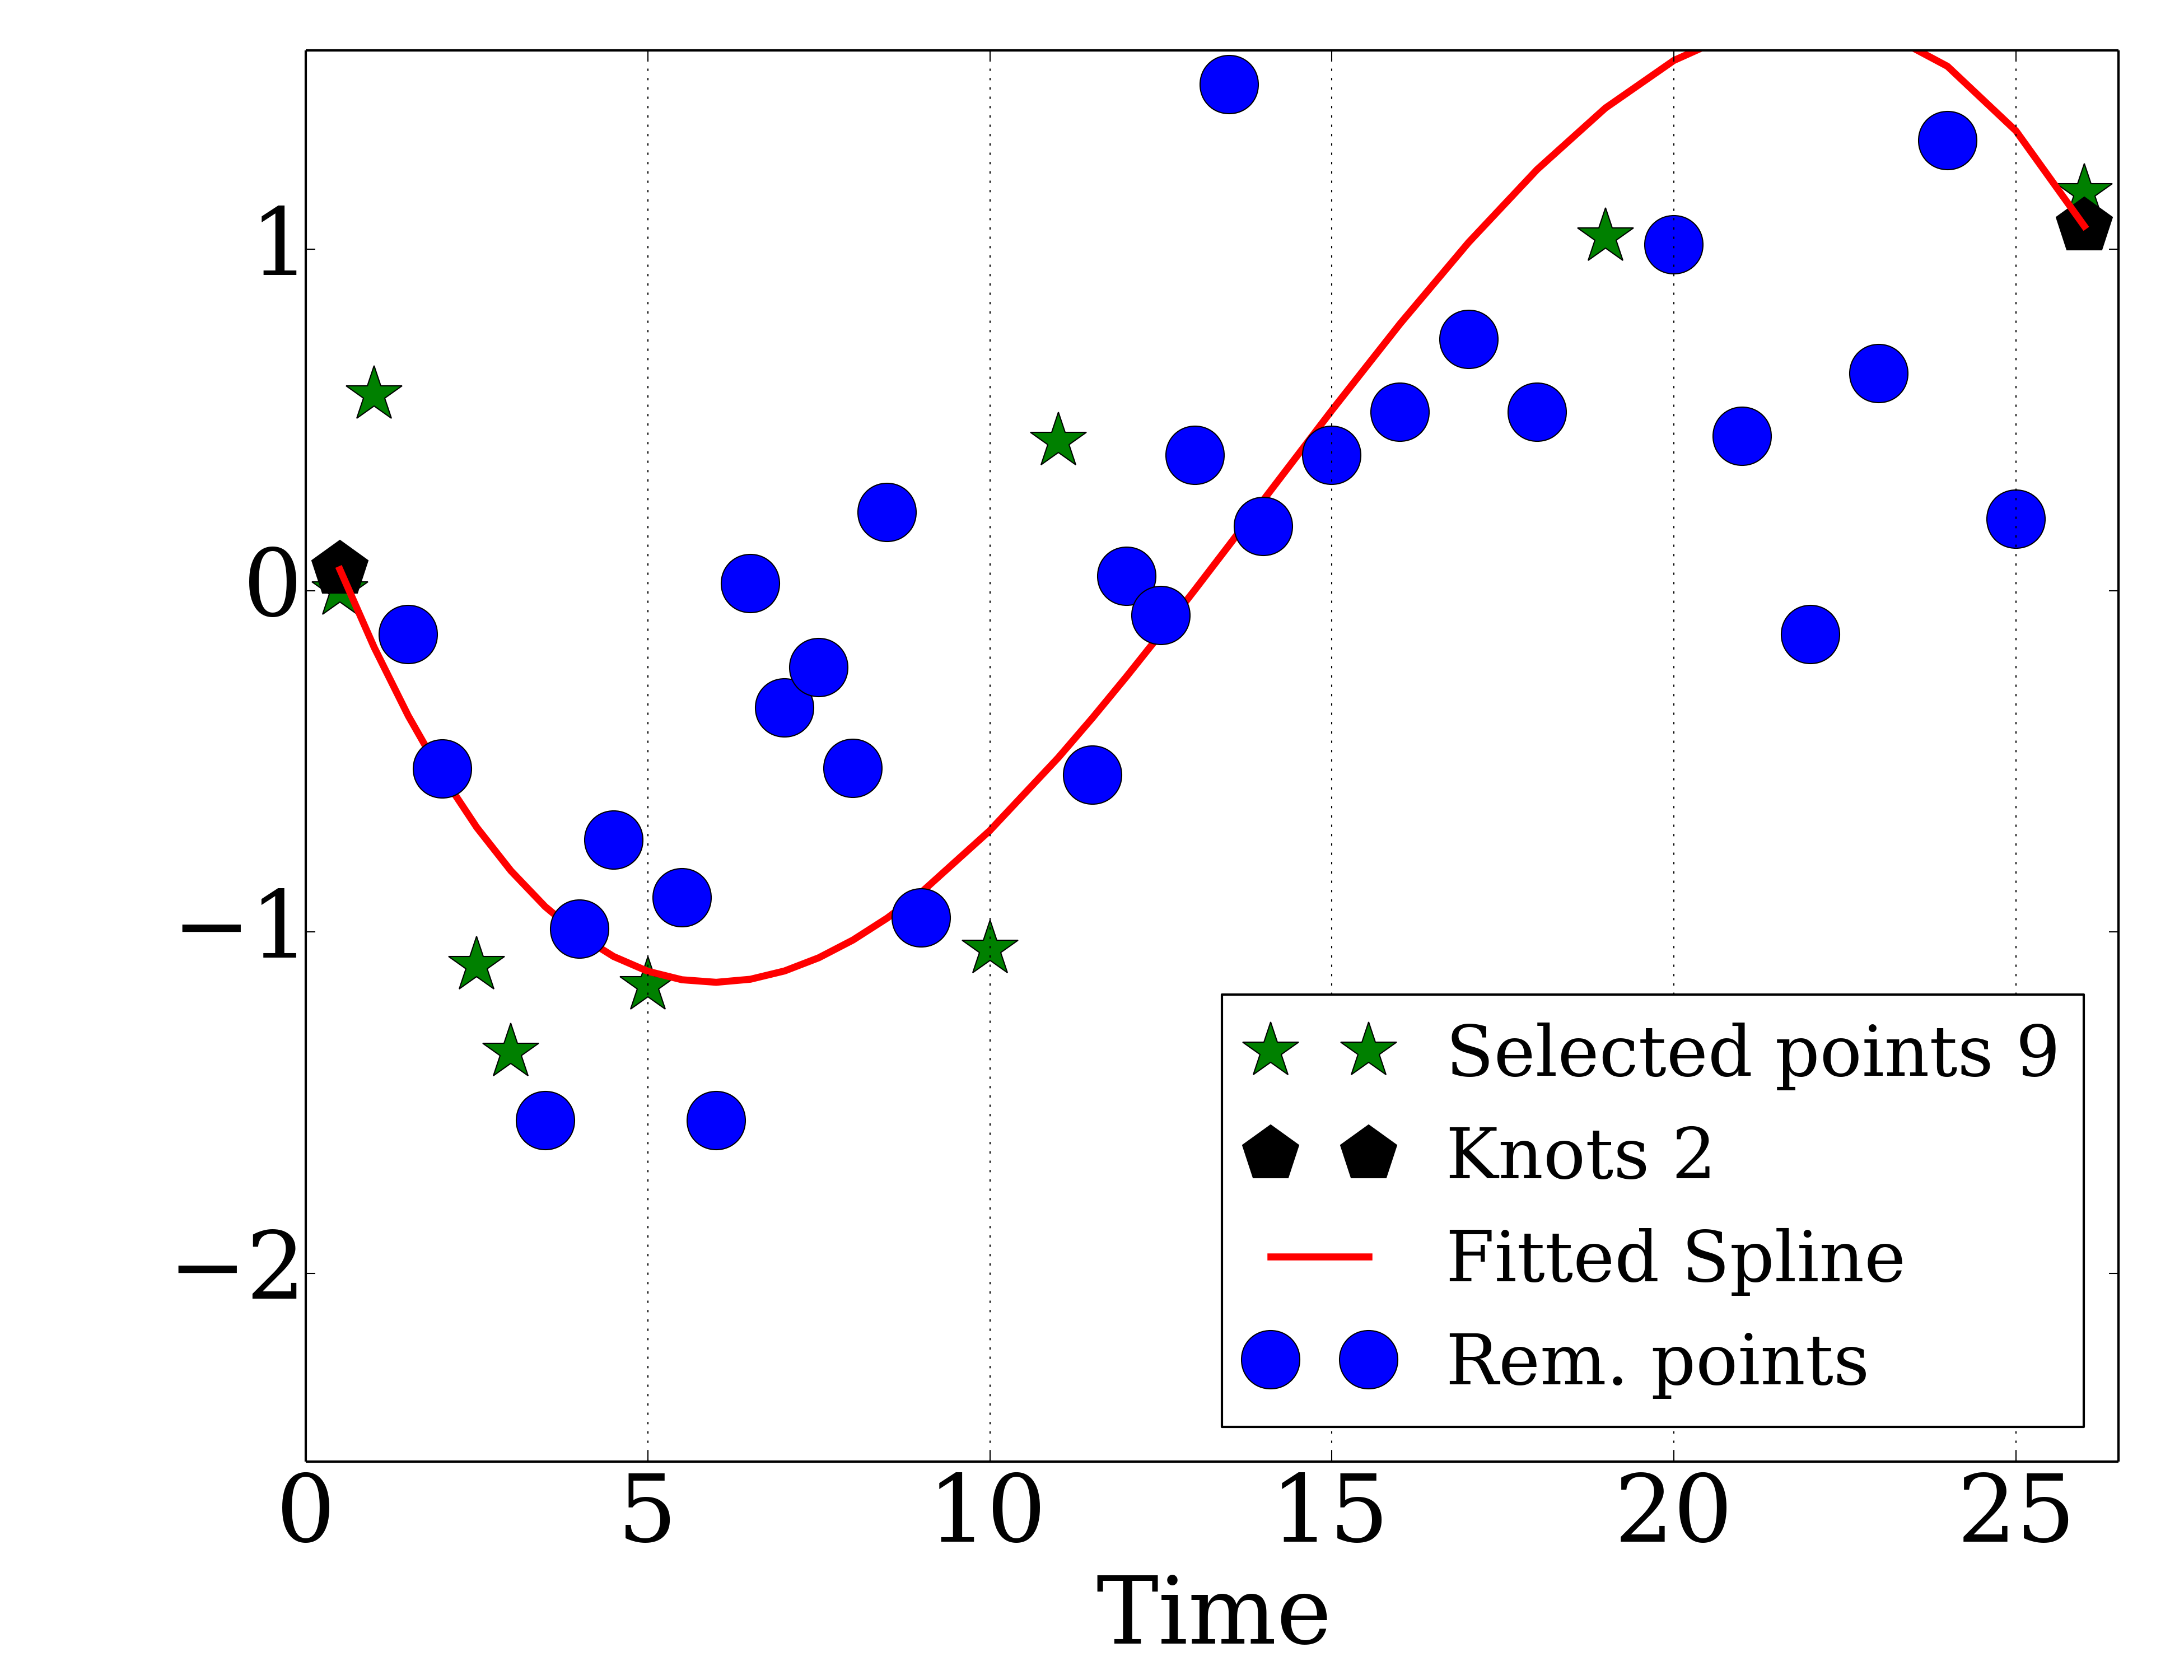 1
0
−1
−2
Selected points 9
Knots 2
Fitted Spline
Rem. points
0 5 10 15 20 25
Time